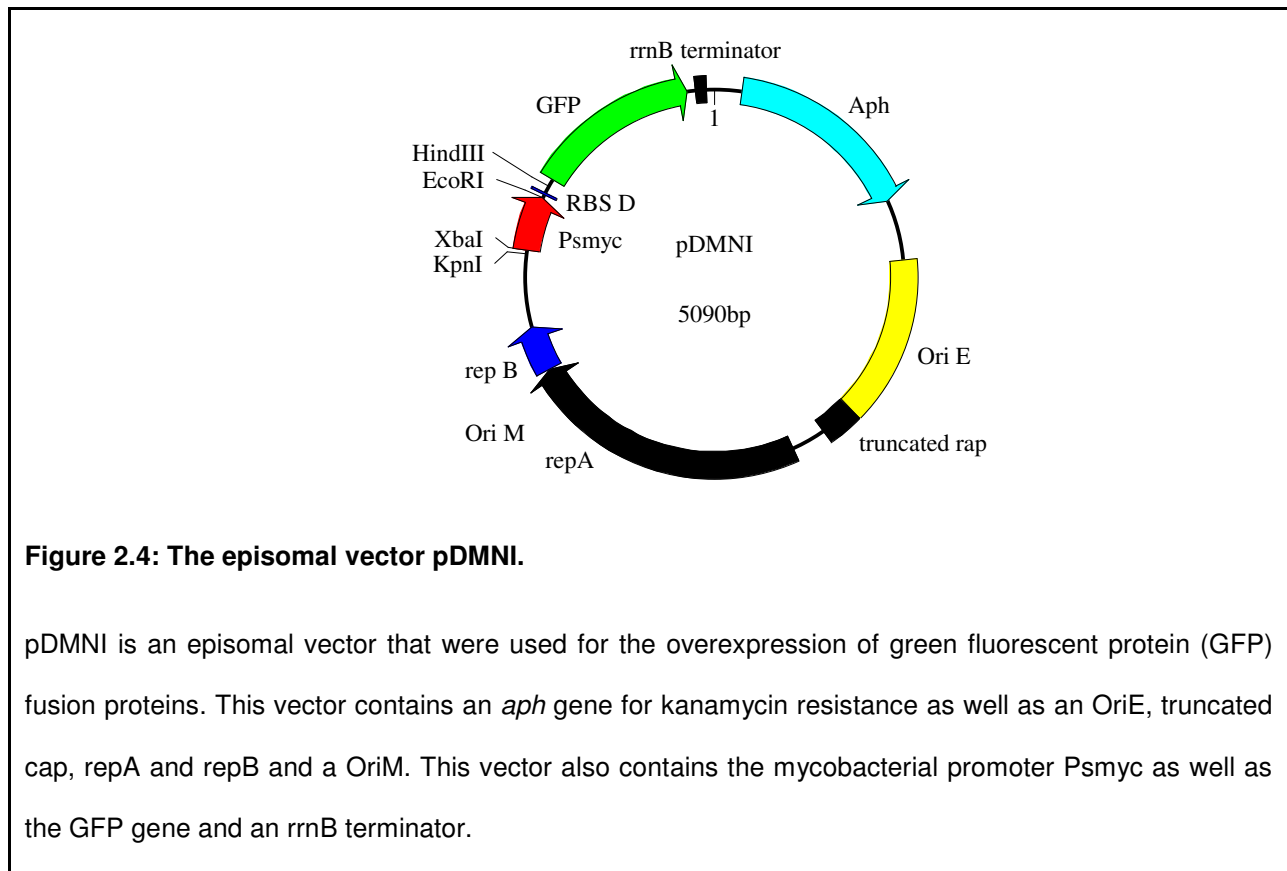 rrnB terminator
GFP
Aph
1
HindIII
EcoRI
RBS D
XbaI
Psmyc
pDMNI
KpnI
5090bp
Ori E
rep B
Ori M
truncated rap
repA
Figure 2.4: The episomal vector pDMNI.
pDMNI is an episomal vector that were used for the overexpression of green fluorescent protein (GFP)
fusion proteins. This vector contains an aph gene for kanamycin resistance as well as an OriE, truncated
cap, repA and repB and a OriM. This vector also contains the mycobacterial promoter Psmyc as well as
the GFP gene and an rrnB terminator.